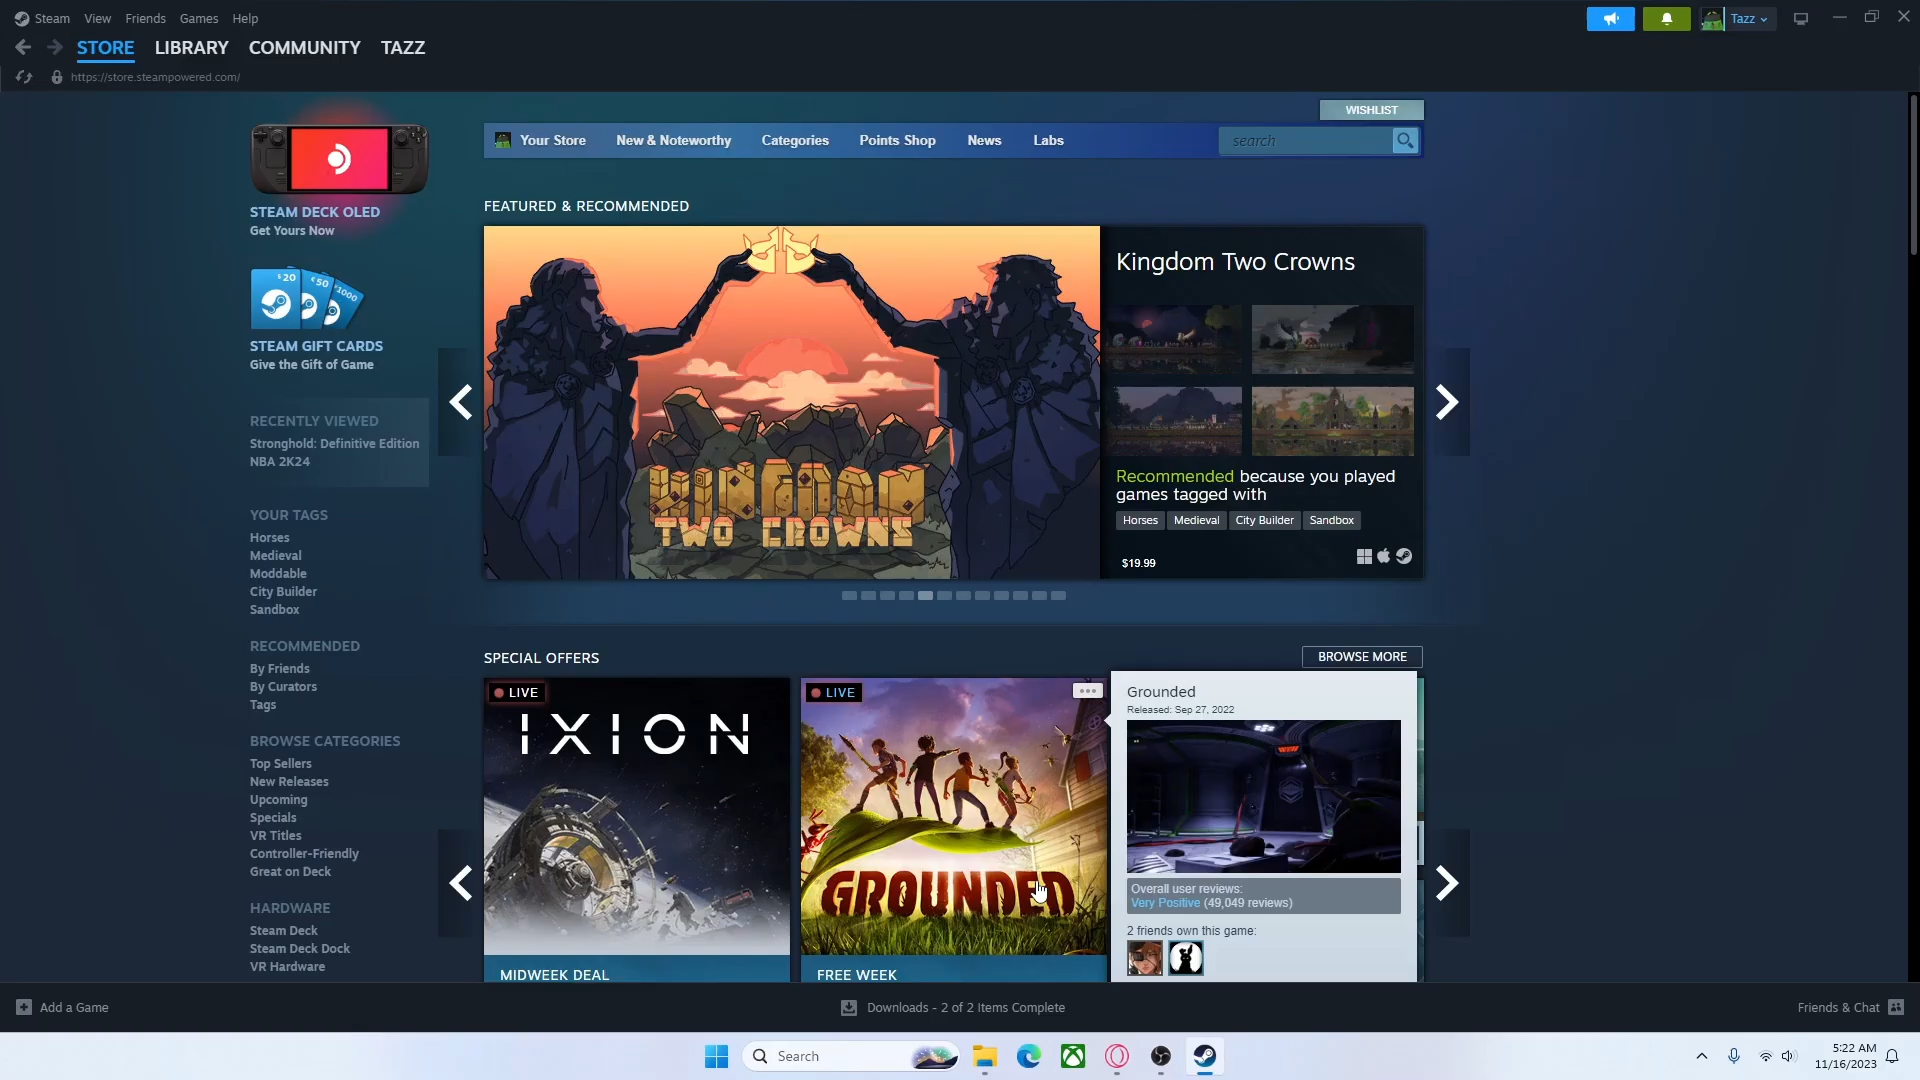 Steam View Friends Games Help
Tazz
STORE LIBRARY COMMUNITY TAZZ
https://store.steampowered.com/
WISHLIST
Your Store New & Noteworthy Categories Points Shop News Labs search
STEAM DECK OLED
Get Yours Now
$20 €50 ¥1000
STEAM GIFT CARDS
Give the Gift of Game
RECENTLY VIEWED
Stronghold: Definitive Edition
NBA 2K24
YOUR TAGS
Horses
Medieval
Moddable
City Builder
Sandbox
RECOMMENDED
By Friends
By Curators
Tags
BROWSE CATEGORIES
Top Sellers
New Releases
Upcoming
Specials
VR Titles
Controller-Friendly
Great on Deck
HARDWARE
Steam Deck
Steam Deck Dock
VR Hardware
FEATURED & RECOMMENDED
KINGDOM
TWO CROWNS
Kingdom Two Crowns
Recommended because you played
games tagged with
Horses Medieval City Builder Sandbox
$19.99
SPECIAL OFFERS
BROWSE MORE
LIVE
IXION
MIDWEEK DEAL
LIVE
GROUNDED
FREE WEEK
Grounded
Released: Sep 27, 2022
Overall user reviews:
Very Positive (49,049 reviews)
2 friends own this game:
Add a Game
Downloads - 2 of 2 Items Complete
Friends & Chat
Search
5:22 AM
11/16/2023